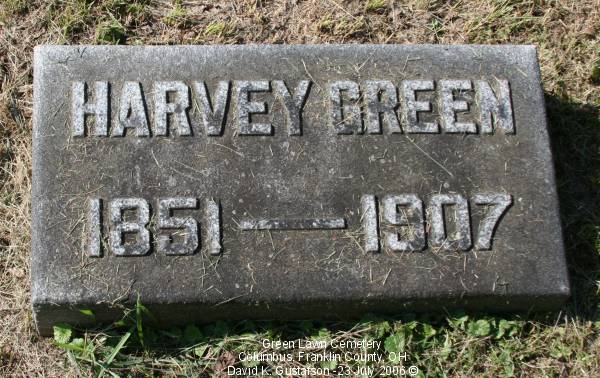 HARVEY GREEN
1851 — 1907
Green Lawn Cemetery
Columbus, Franklin County, OH
David K. Gustafson - 23 July 2006 ©